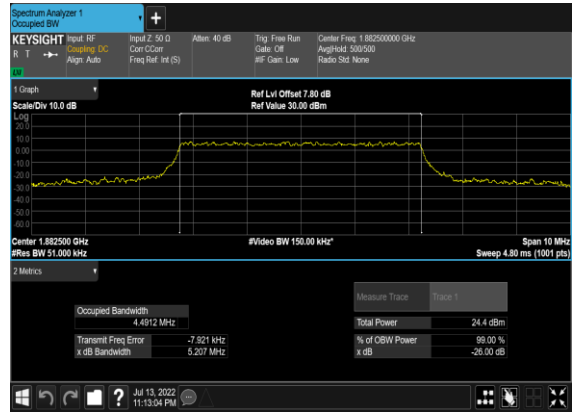 Spectrum Analyzer 1
Occupied BW
+
KEYSIGHT Input: RF Input Z: 50 Ω Atten: 40 dB Trig: Free Run Center Freq: 1.882500000 GHz
R T Coupling: DC Corr CCorr Gate: Off Avg|Hold: 500/500
Align: Auto Freq Ref: Int (S) #IF Gain: Low Radio Std: None
LW
1 Graph Ref Lvl Offset 7.80 dB
Scale/Div 10.0 dB Ref Value 30.00 dBm
Log
20.0
10.0
0.00
-10.0
-20.0
-30.0
-40.0
-50.0
-60.0
Center 1.882500 GHz #Video BW 150.00 kHz* Span 10 MHz
#Res BW 51.000 kHz Sweep 4.80 ms (1001 pts)
2 Metrics
Measure Trace Trace 1
Occupied Bandwidth
4.4912 MHz Total Power 24.4 dBm
Transmit Freq Error -7.921 kHz % of OBW Power 99.00 %
x dB Bandwidth 5.207 MHz x dB -26.00 dB
? Jul 13, 2022
11:13:04 PM